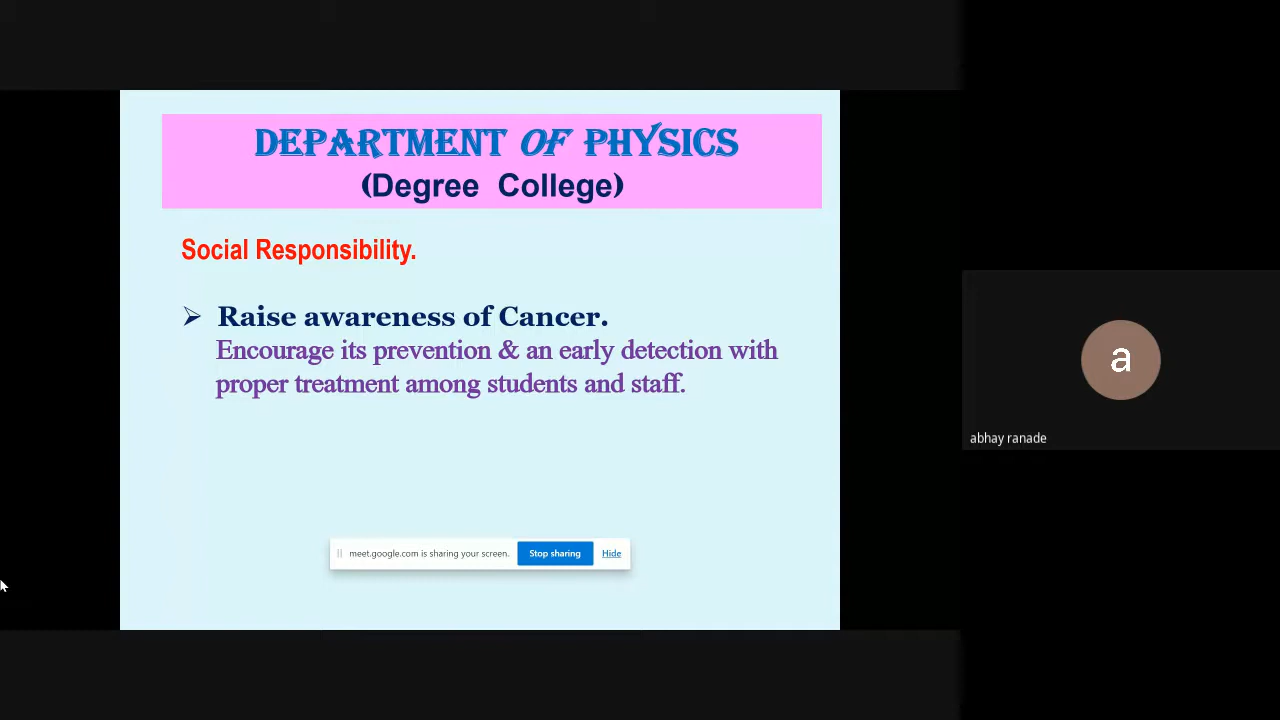 DEPARTMENT OF PHYSICS
(Degree College)
Social Responsibility.
➢ Raise awareness of Cancer.
Encourage its prevention & an early detection with
proper treatment among students and staff.
a
abhay ranade
meet.google.com is sharing your screen. Stop sharing Hide